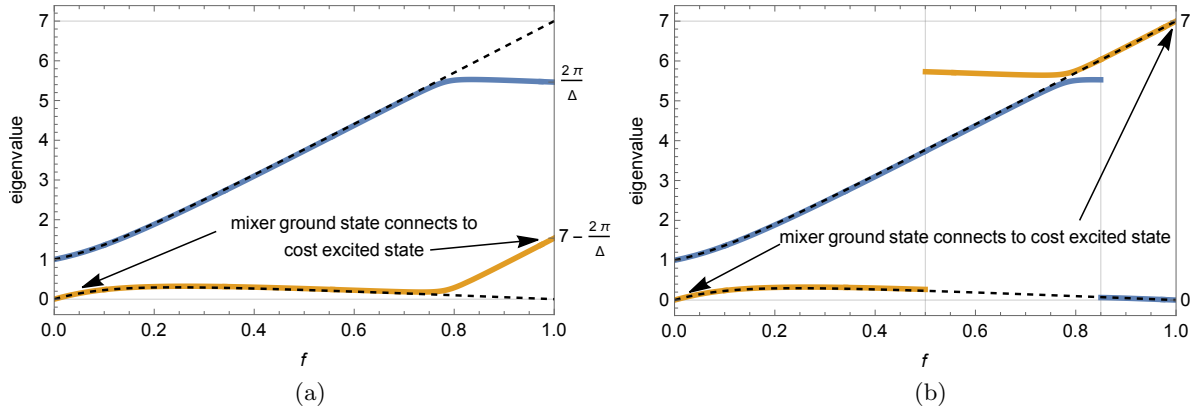 7
6
5
4
3
2
1
0
eigenvalue
mixer ground state connects to
cost excited state
2 π
Δ
7 − 2 π
Δ
0.0 0.2 0.4 0.6 0.8 1.0
f
(a)
7
6
5
4
3
2
1
0
eigenvalue
mixer ground state connects to cost excited state
7
0
0.0 0.2 0.4 0.6 0.8 1.0
f
(b)